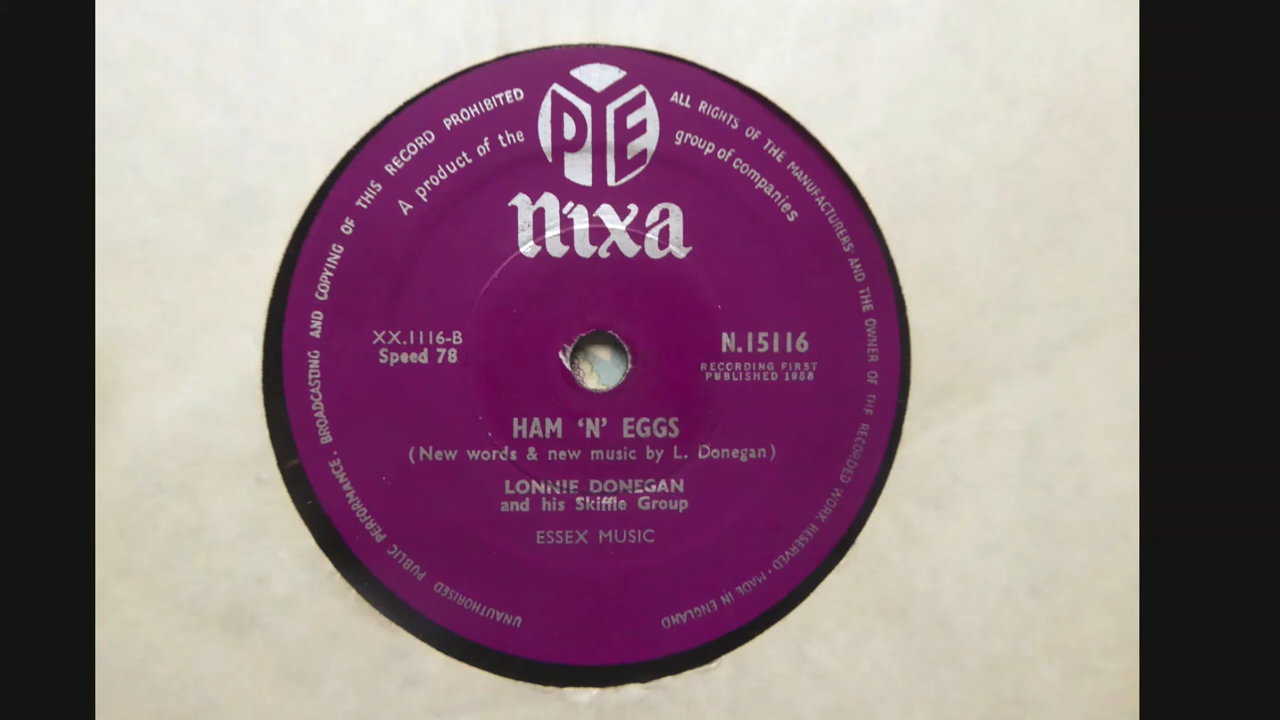 UNAUTHORISED PUBLIC PERFORMANCE · BROADCASTING AND COPYING OF THIS RECORD PROHIBITED
ALL RIGHTS OF THE MANUFACTURERS AND THE OWNER OF THE RECORDED WORK RESERVED · MADE IN ENGLAND
A product of the
PYE
group of companies
nixa
XX.1116-B
Speed 78
N.15116
RECORDING FIRST
PUBLISHED 1958
HAM ‘N’ EGGS
(New words & new music by L. Donegan)
LONNIE DONEGAN
and his Skiffle Group
ESSEX MUSIC